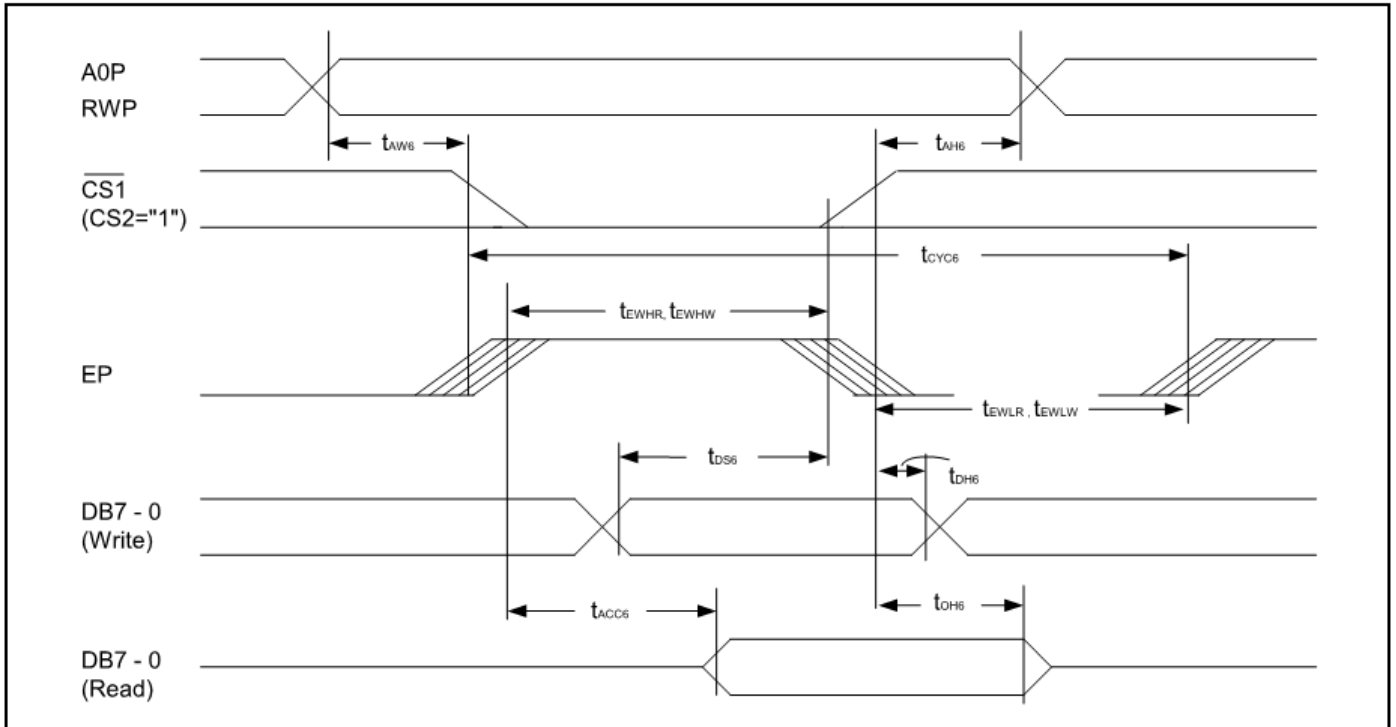 A0P
RWP
tAW6
tAH6
CS1
(CS2="1")
tCYC6
tEWHR, tEWHW
EP
tEWLR , tEWLW
tDS6
tDH6
DB7 - 0
(Write)
tACC6
tOH6
DB7 - 0
(Read)